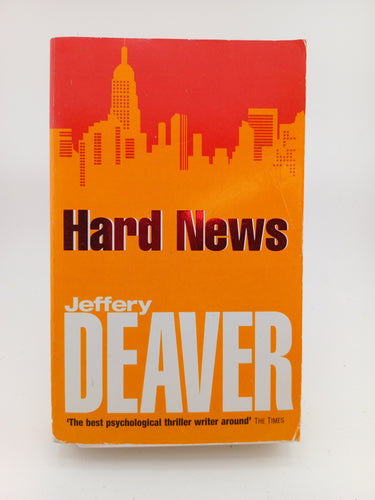 Hard News
Jeffery
DEAVER
'The best psychological thriller writer around' THE TIMES